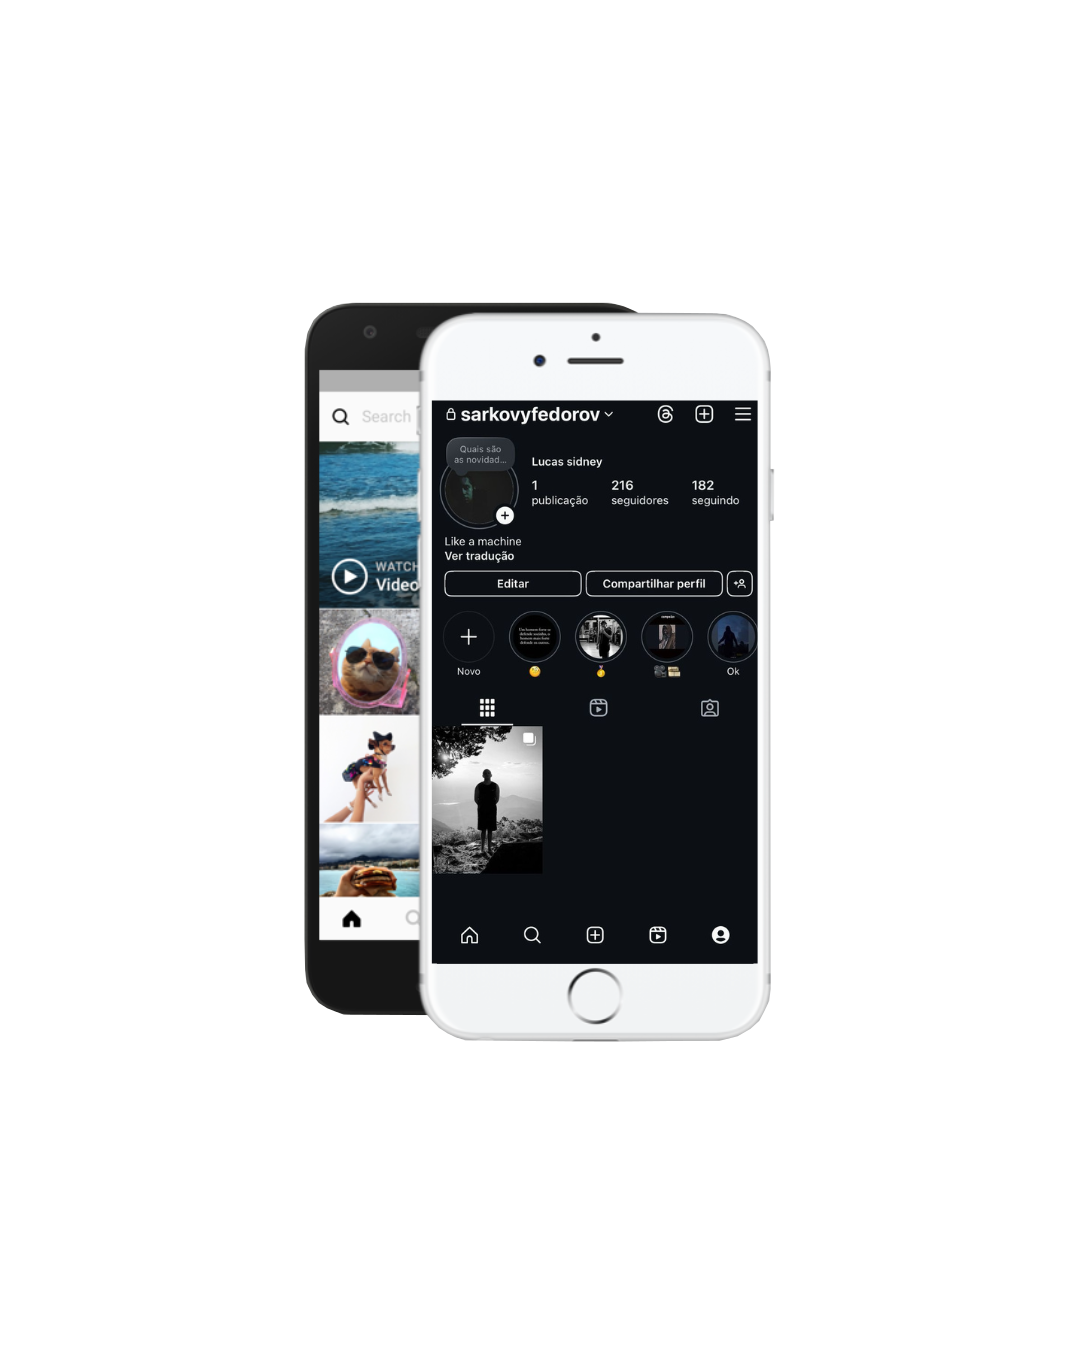 Search
WATCH
Video
sarkovyfedorov
Quais são
as novidad...
Lucas sidney
1
216
182
publicação
seguidores
seguindo
Like a machine
Ver tradução
Editar
Compartilhar perfil
Novo
Ok